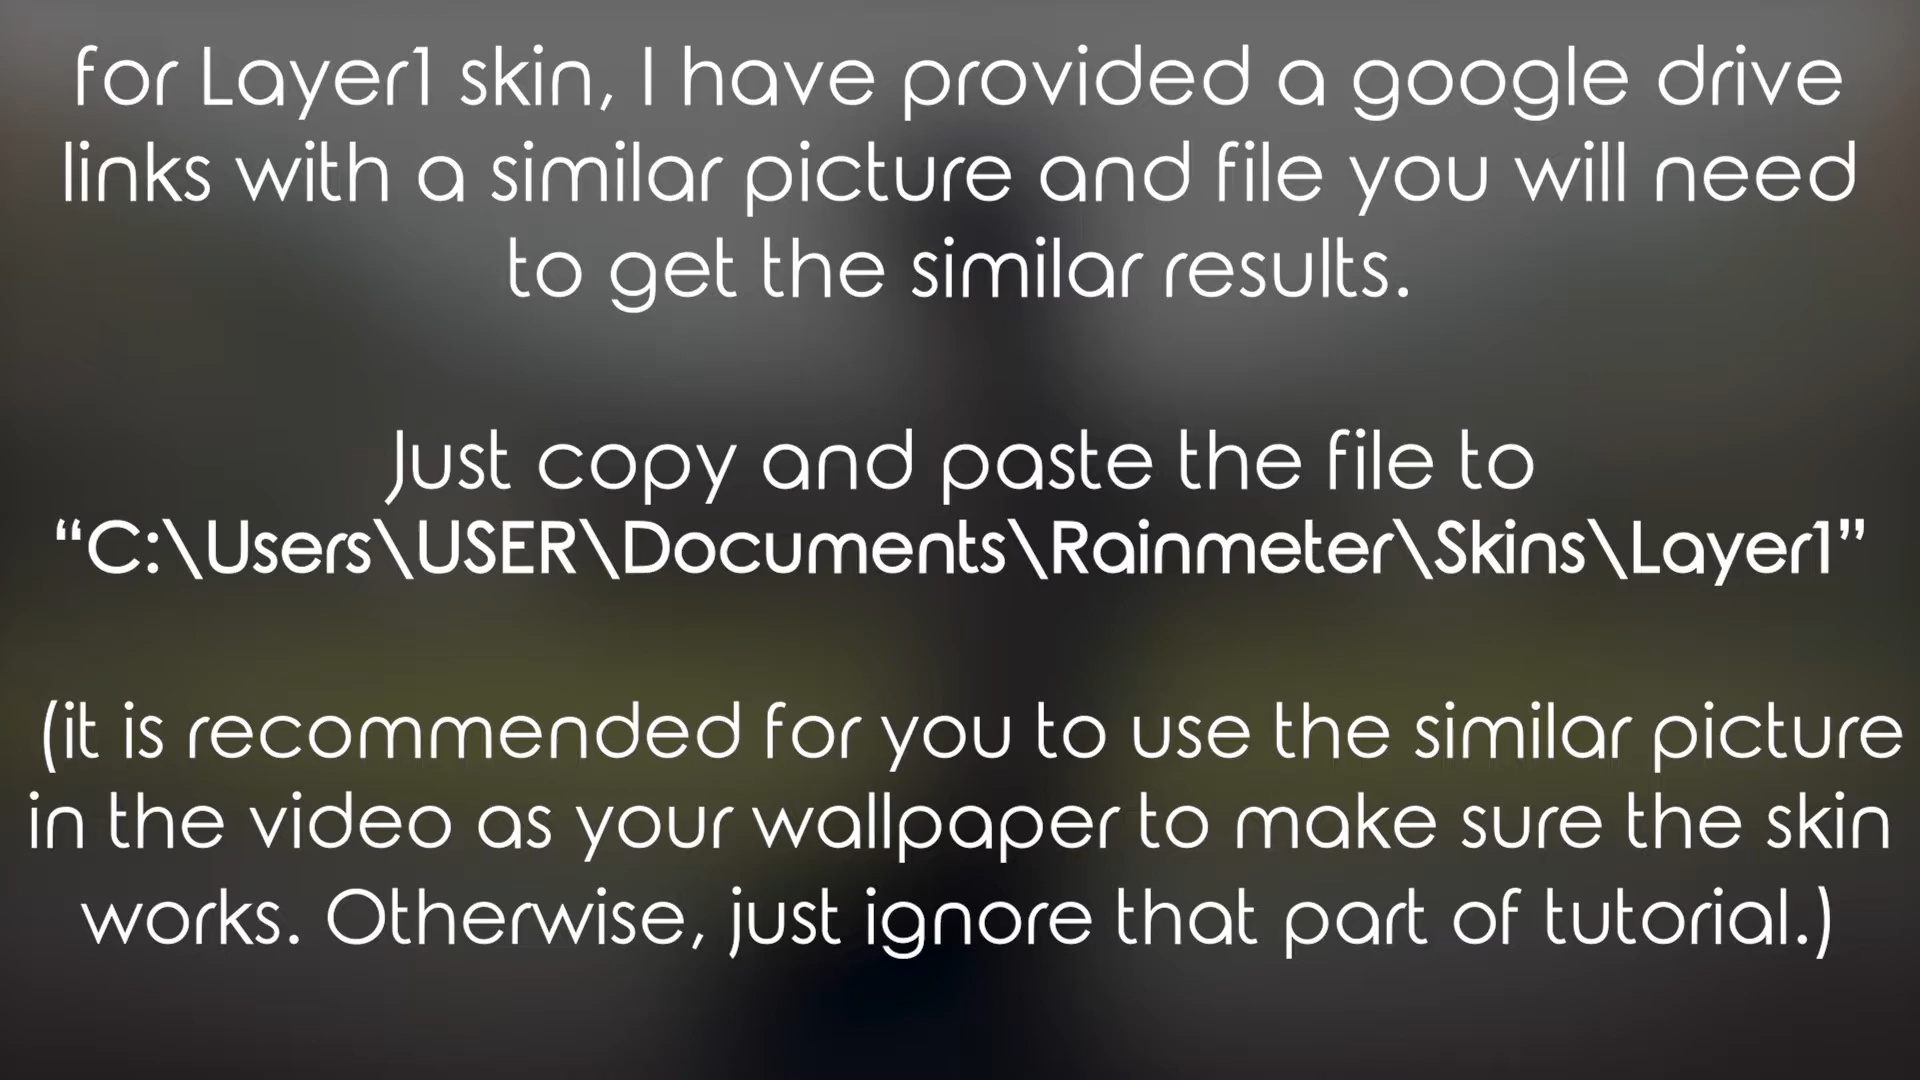 for Layer1 skin, I have provided a google drive
links with a similar picture and file you will need
to get the similar results.
Just copy and paste the file to
“C:\Users\USER\Documents\Rainmeter\Skins\Layer1”
(it is recommended for you to use the similar picture
in the video as your wallpaper to make sure the skin
works. Otherwise, just ignore that part of tutorial.)